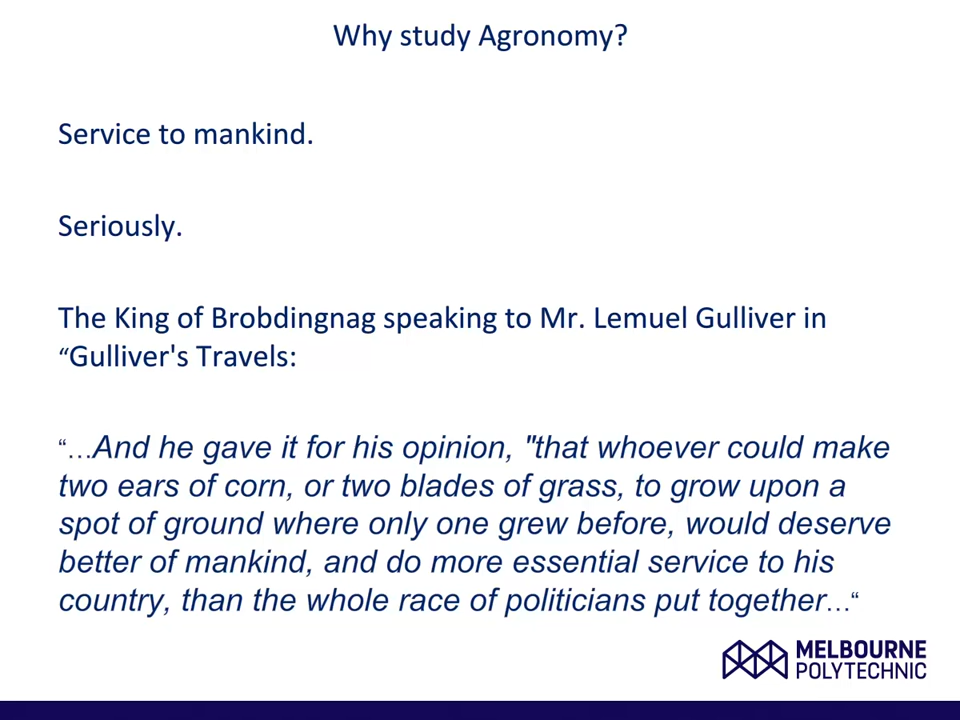 Why study Agronomy?
Service to mankind.
Seriously.
The King of Brobdingnag speaking to Mr. Lemuel Gulliver in
“Gulliver's Travels:
“…And he gave it for his opinion, "that whoever could make
two ears of corn, or two blades of grass, to grow upon a
spot of ground where only one grew before, would deserve
better of mankind, and do more essential service to his
country, than the whole race of politicians put together…“
MELBOURNE
POLYTECHNIC